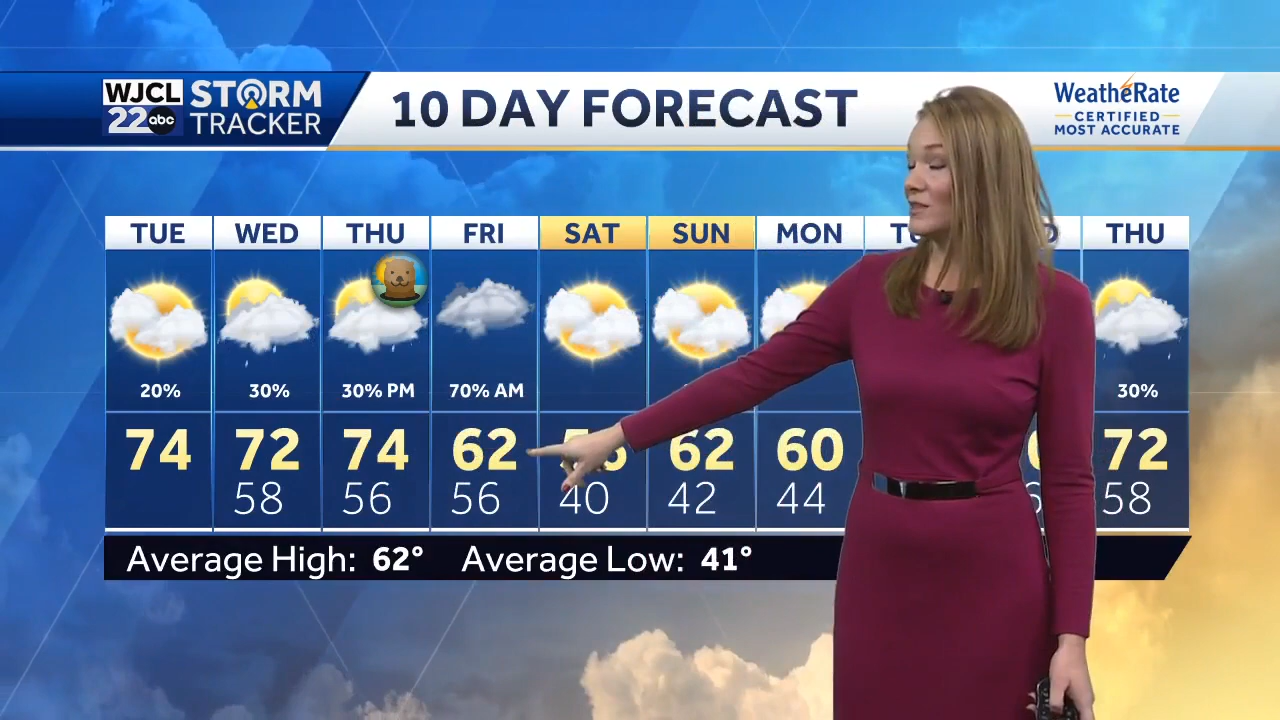 WJCL
22 abc
STORM
TRACKER
10 DAY FORECAST
WeatheRate
CERTIFIED
MOST ACCURATE
TUE WED THU FRI SAT SUN MON THU
20% 30% 30% PM 70% AM 30%
74 72 74 62 62 60 72
58 56 56 40 42 44 58
Average High: 62° Average Low: 41°